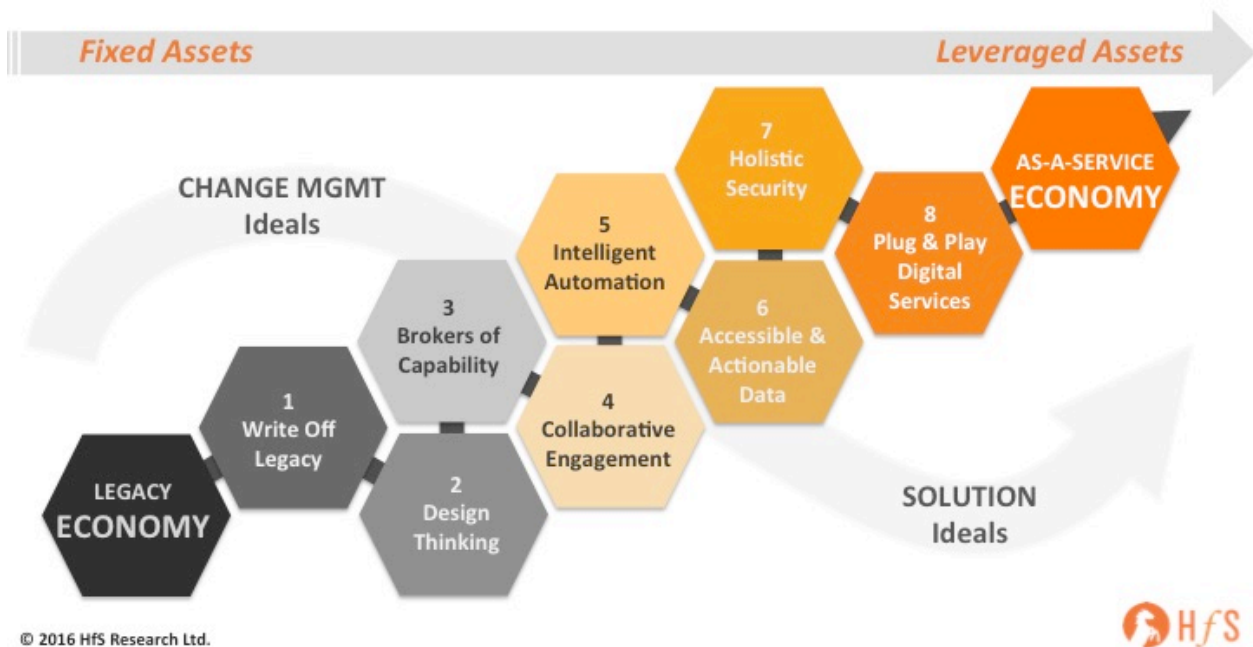 Fixed Assets
Leveraged Assets
CHANGE MGMT
Ideals
LEGACY
ECONOMY
1
Write Off
Legacy
2
Design
Thinking
3
Brokers of
Capability
4
Collaborative
Engagement
5
Intelligent
Automation
6
Accessible &
Actionable
Data
7
Holistic
Security
8
Plug & Play
Digital
Services
AS-A-SERVICE
ECONOMY
SOLUTION
Ideals
© 2016 HfS Research Ltd.
HfS